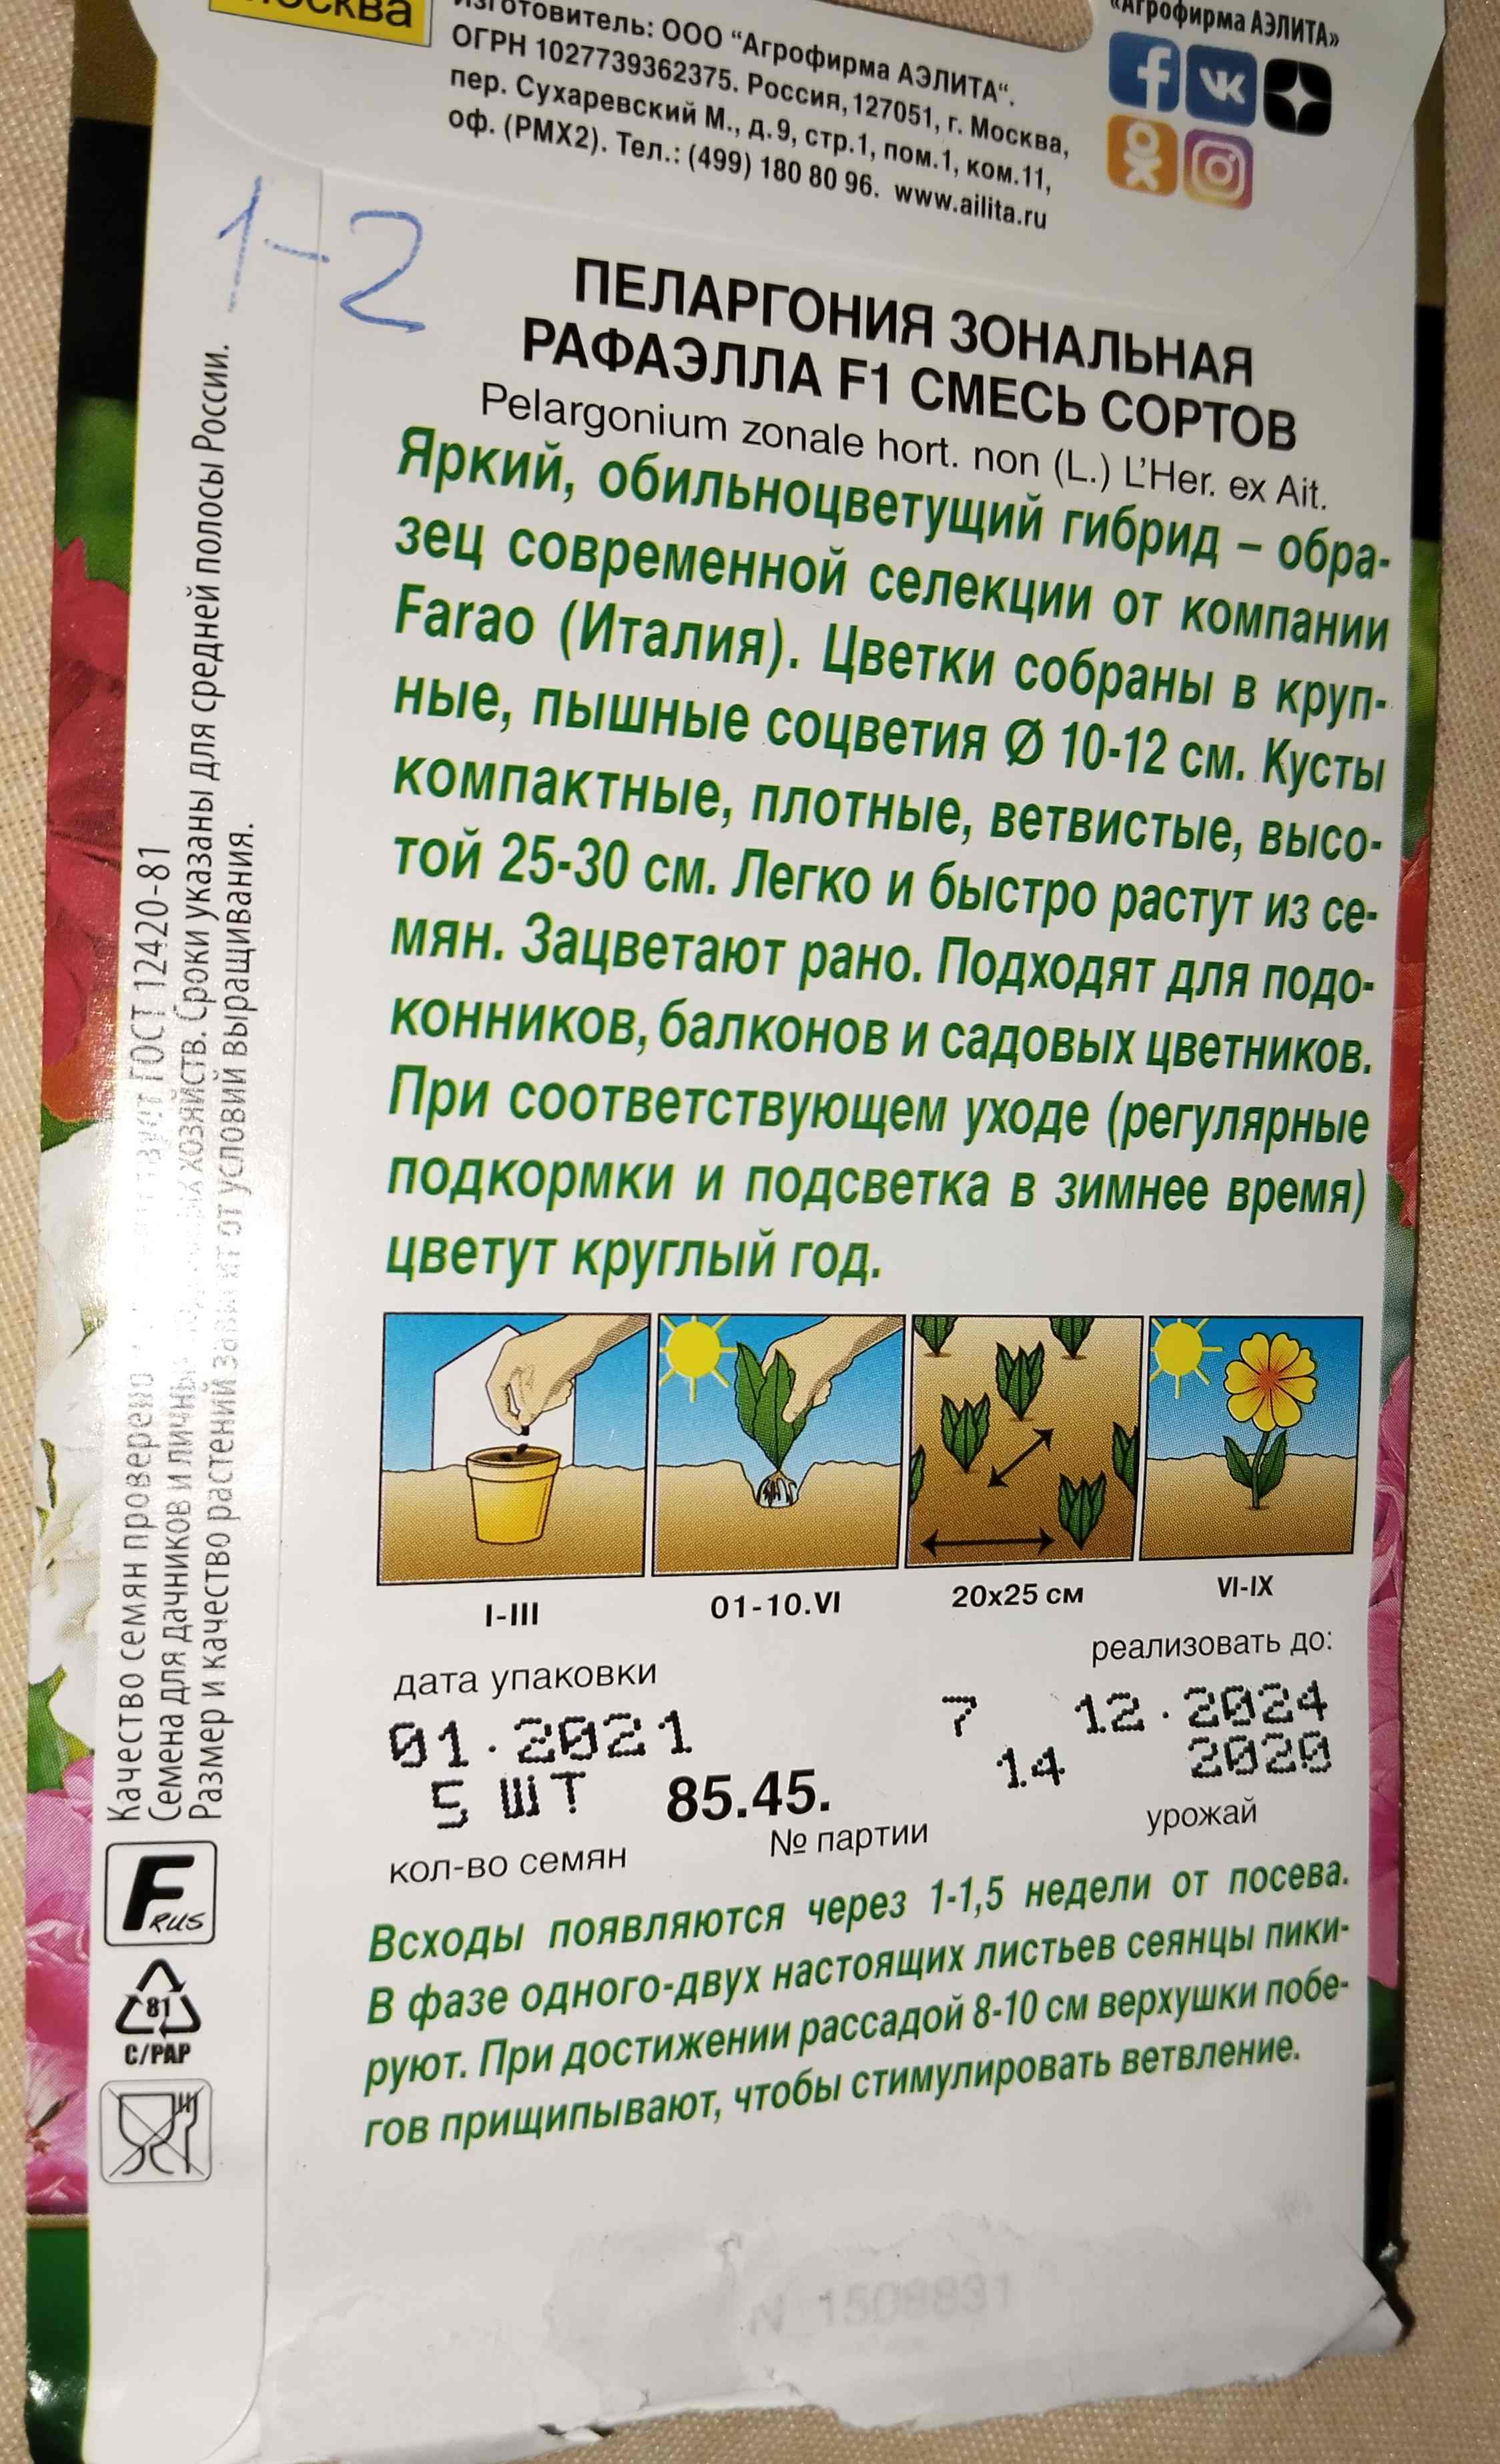 Изготовитель: ООО “Агрофирма АЭЛИТА“.
ОГРН 1027739362375. Россия, 127051, г. Москва,
пер. Сухаревский М., д.9, стр.1, пом.1, ком.11,
оф. (РМХ2). Тел.: (499) 180 80 96. www.ailita.ru
«Агрофирма АЭЛИТА»
1-2
ПЕЛАРГОНИЯ ЗОНАЛЬНАЯ
РАФАЭЛЛА F1 СМЕСЬ СОРТОВ
Pelargonium zonale hort. non (L.) L’Her. ex Ait.
Яркий, обильноцветущий гибрид – обра-
зец современной селекции от компании
Farao (Италия). Цветки собраны в круп-
ные, пышные соцветия Ø 10-12 см. Кусты
компактные, плотные, ветвистые, высо-
той 25-30 см. Легко и быстро растут из се-
мян. Зацветают рано. Подходят для подо-
конников, балконов и садовых цветников.
При соответствующем уходе (регулярные
подкормки и подсветка в зимнее время)
цветут круглый год.
I-III 01-10.VI 20x25 см VI-IX
дата упаковки реализовать до:
01.2021 7 12.2024
5 ШТ 85.45. 14 2020
кол-во семян № партии урожай
Всходы появляются через 1-1,5 недели от посева.
В фазе одного-двух настоящих листьев сеянцы пики-
руют. При достижении рассадой 8-10 см верхушки побе-
гов прищипывают, чтобы стимулировать ветвление.
Качество семян ГОСТ 12420-81
Семена для дачников и хозяйств. Сроки указаны для средней полосы России.
Размер и качество растений зависит от условий выращивания.
F RUS
81
C/PAP
1508831